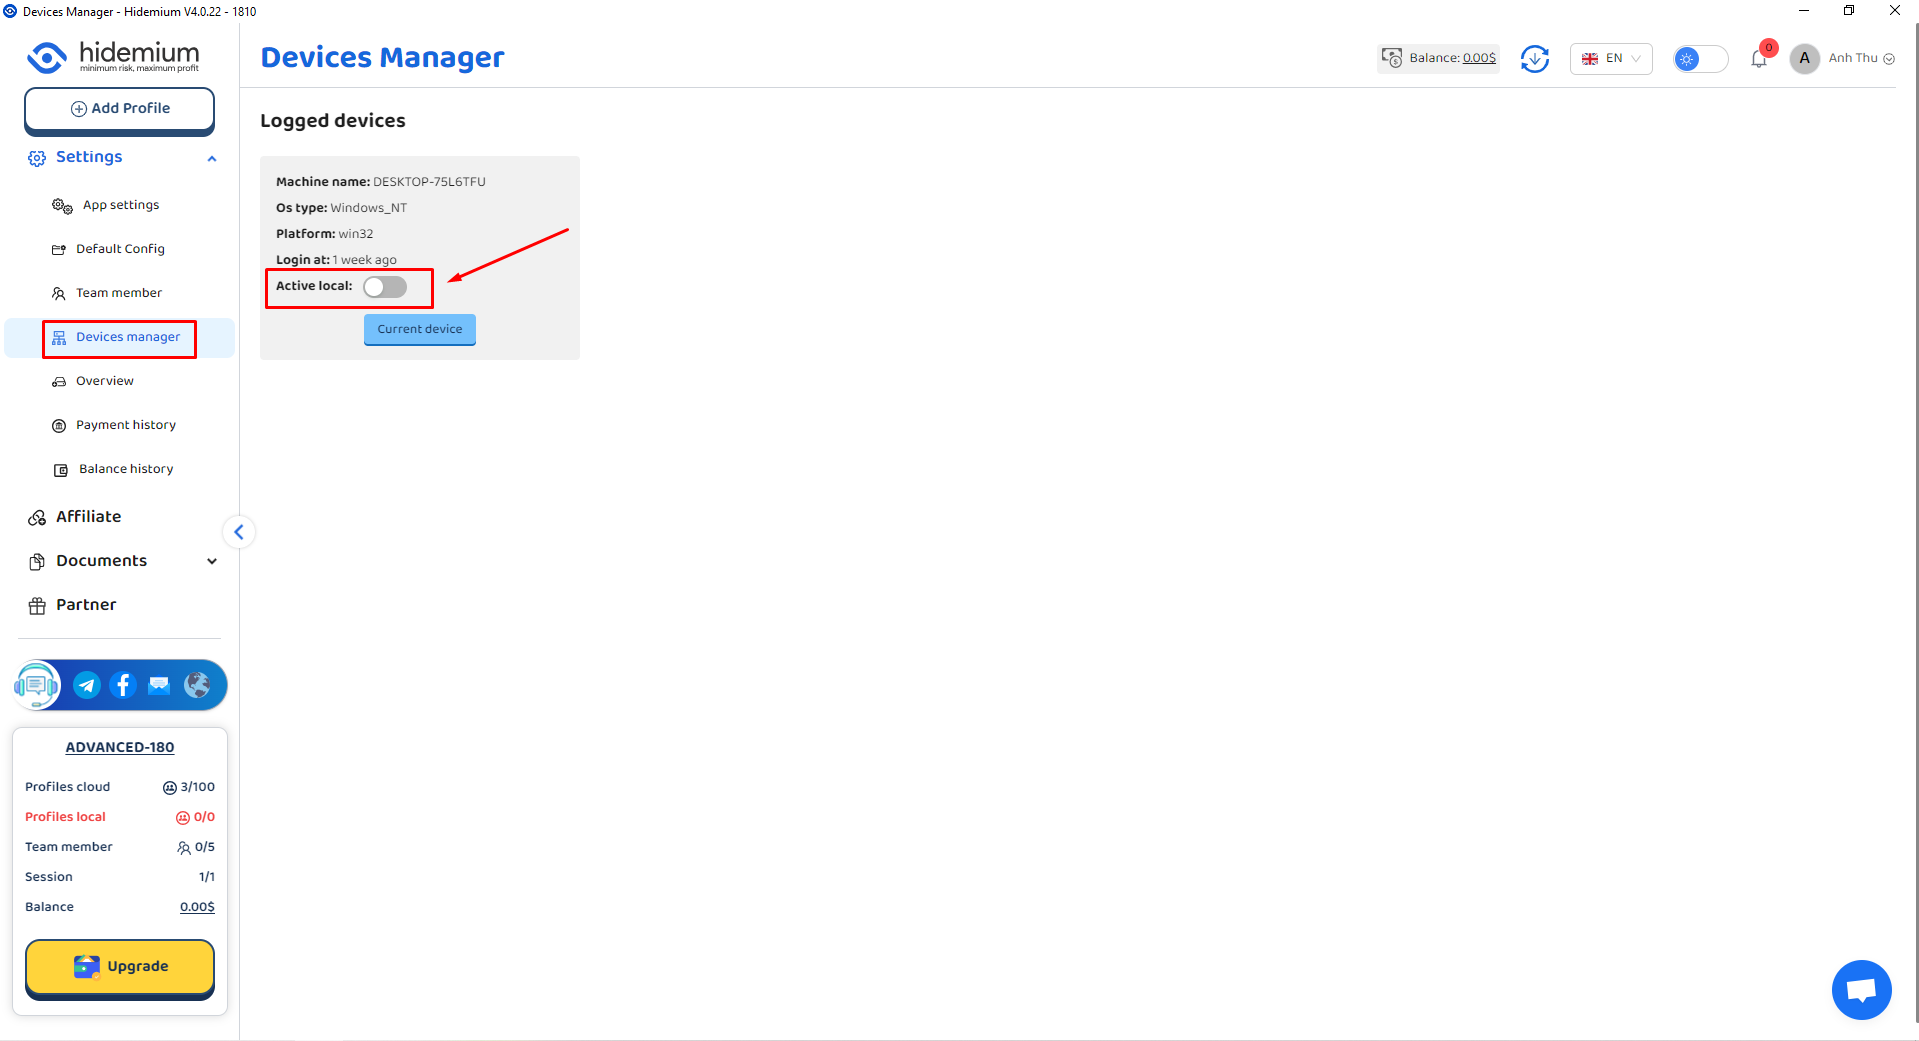 Devices Manager - Hidemium V4.0.22 - 1810
hidemium
minimum risk, maximum profit
Add Profile
Settings
App settings
Default Config
Team member
Devices manager
Overview
Payment history
Balance history
Affiliate
Documents
Partner
ADVANCED-180
Profiles cloud 3/100
Profiles local 0/0
Team member 0/5
Session 1/1
Balance 0.00$
Upgrade
Devices Manager
Balance: 0.00$
EN
0
A
Anh Thu
Logged devices
Machine name: DESKTOP-75L6TFU
Os type: Windows_NT
Platform: win32
Login at: 1 week ago
Active local:
Current device